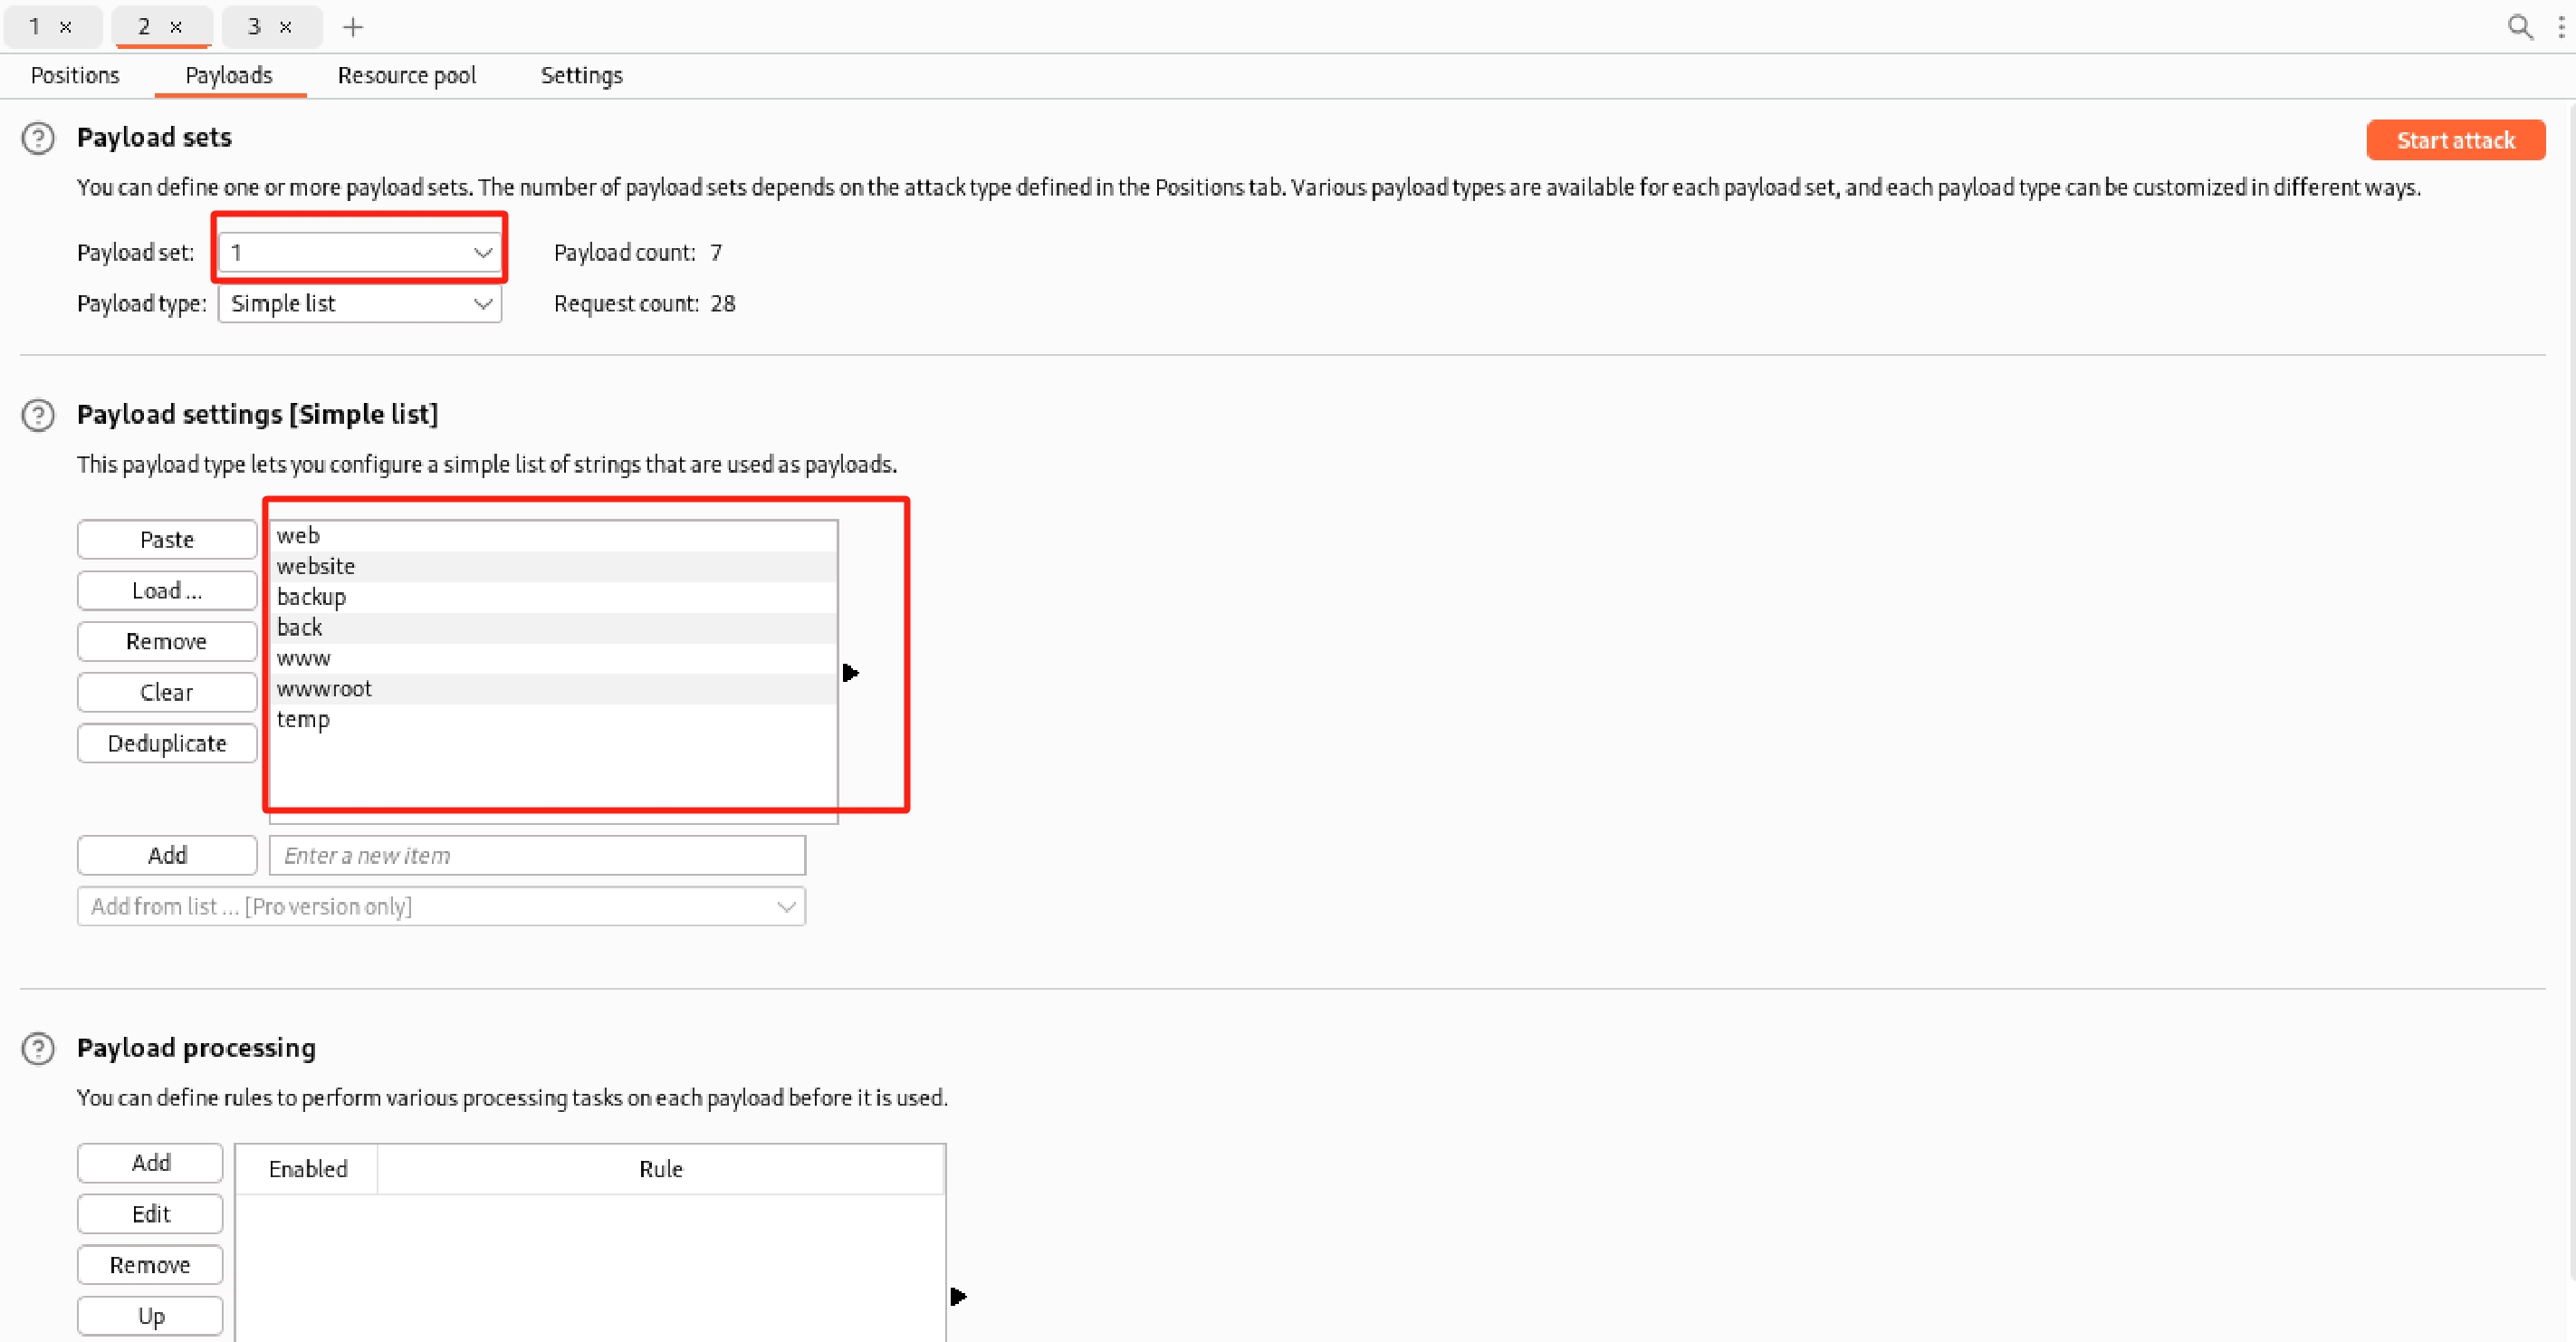 1 × 2 × 3 × +
Positions Payloads Resource pool Settings
Payload sets
Start attack
You can define one or more payload sets. The number of payload sets depends on the attack type defined in the Positions tab. Various payload types are available for each payload set, and each payload type can be customized in different ways.
Payload set: 1 Payload count: 7
Payload type: Simple list Request count: 28
Payload settings [Simple list]
This payload type lets you configure a simple list of strings that are used as payloads.
Paste
Load ...
Remove
Clear
Deduplicate
web
website
backup
back
www
wwwroot
temp
Add Enter a new item
Add from list ... [Pro version only]
Payload processing
You can define rules to perform various processing tasks on each payload before it is used.
Add
Edit
Remove
Up
Enabled Rule